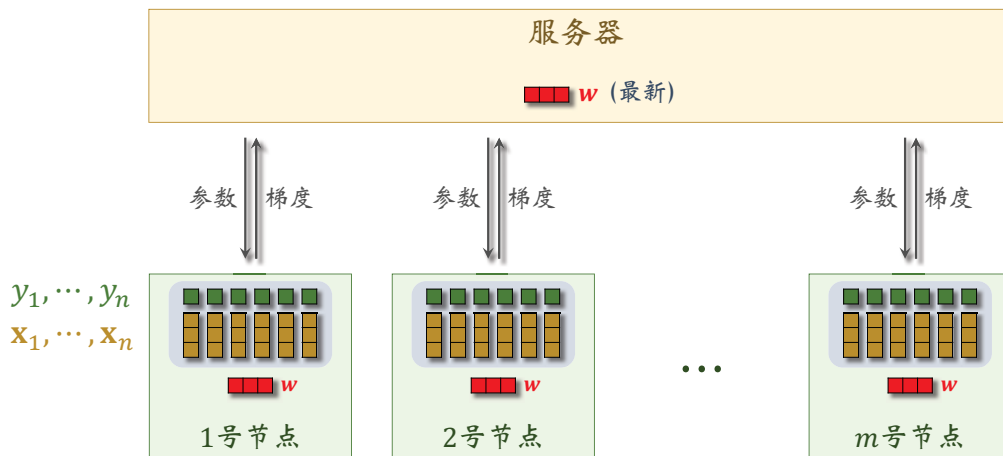 服务器
w (最新)
参数 梯度 参数 梯度 参数 梯度
y₁, ⋯, yₙ
𝐱₁, ⋯, 𝐱ₙ
⋯
w w w
1号节点 2号节点 m号节点